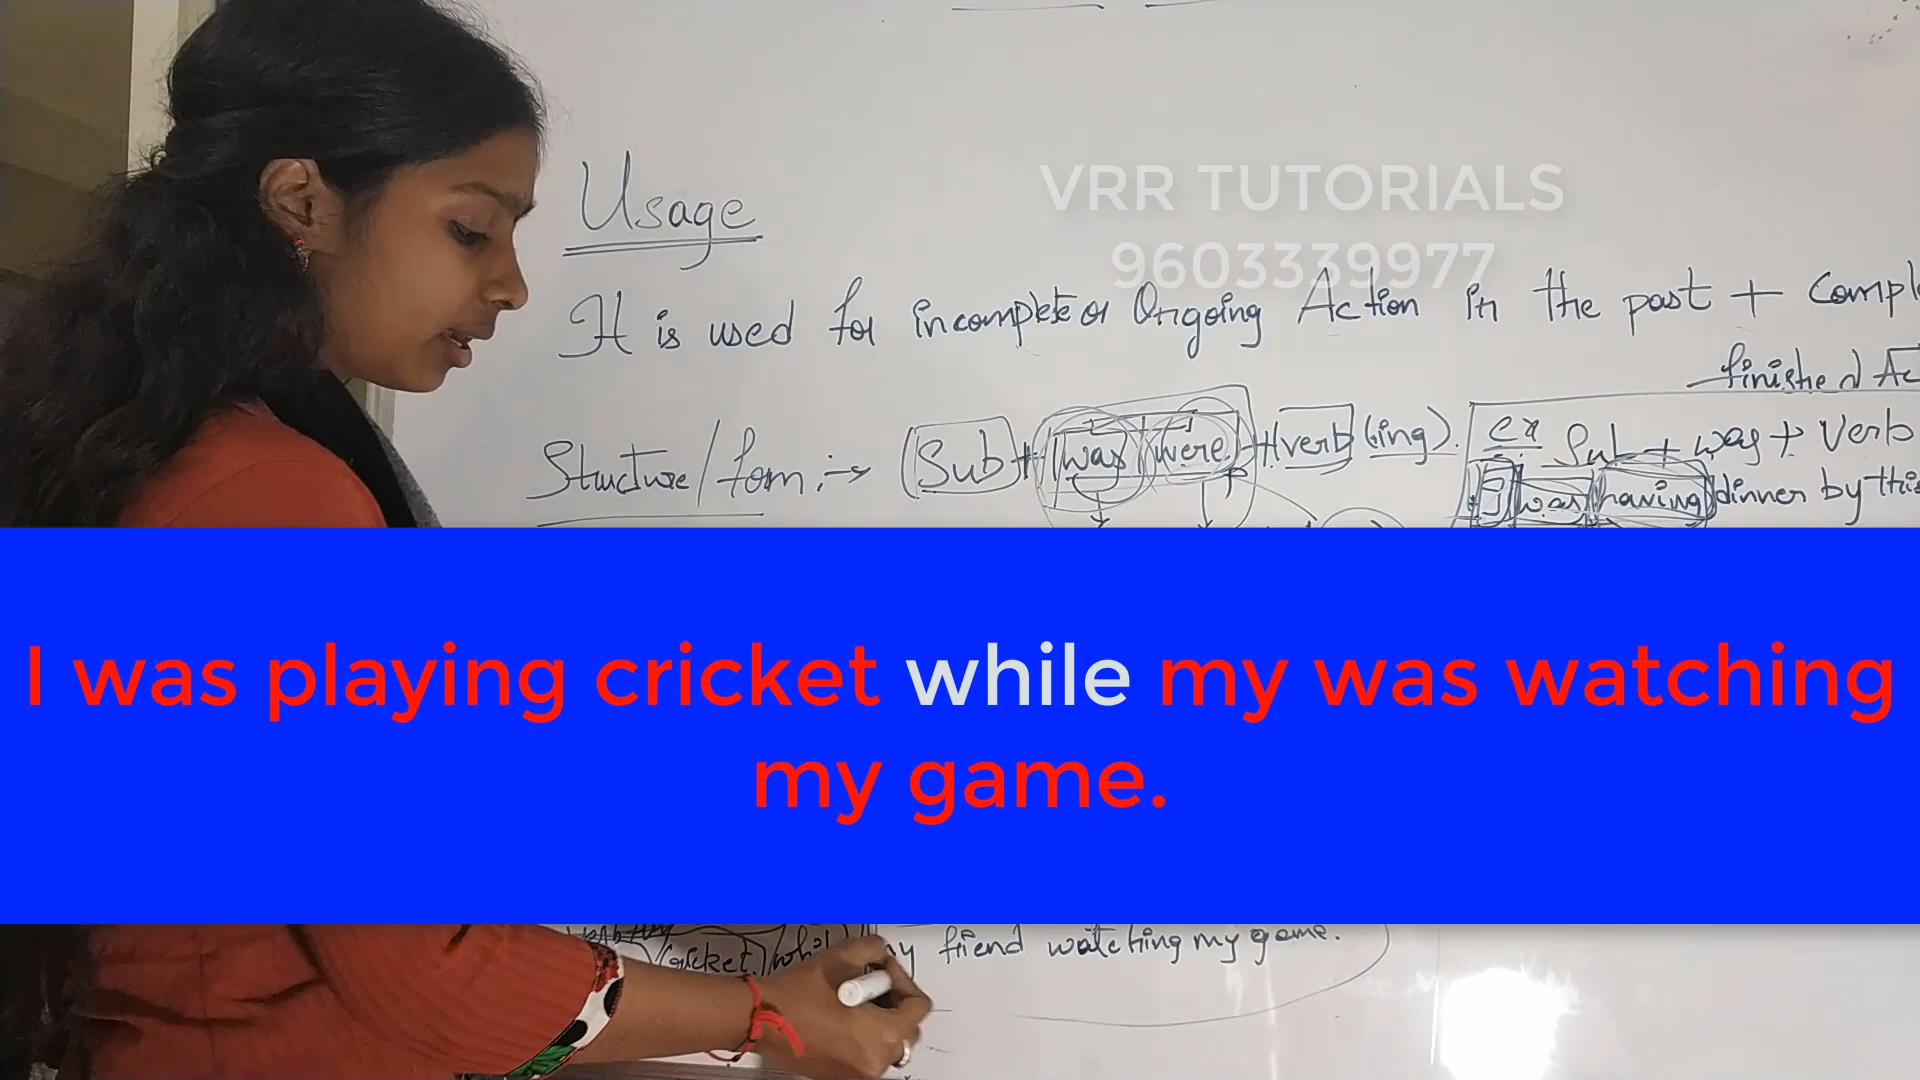 Usage
VRR TUTORIALS
9603339977
It is used for incomplete or Ongoing Action in the past + Compl
finished Ac
Structure/form :→ (Sub + was / were + verb (ing).
ex Sub + was + Verb
I was having dinner by this
I was playing cricket while my was watching
my game.
cricket my friend watching my game.